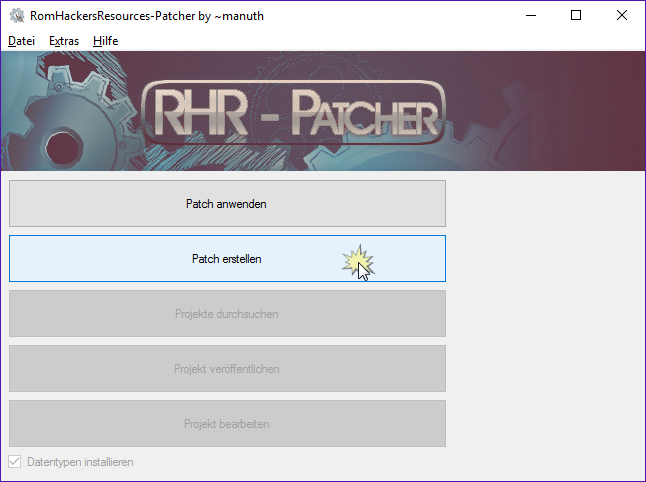 RomHackersResources-Patcher by ~manuth
Datei Extras Hilfe
RHR - PATCHER
Patch anwenden
Patch erstellen
Projekte durchsuchen
Projekt veröffentlichen
Projekt bearbeiten
Datentypen installieren